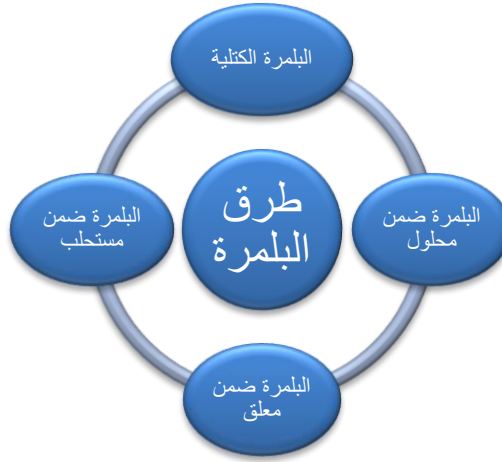 البلمرة الكتلية
البلمرة ضمن
محلول
البلمرة ضمن
معلق
البلمرة ضمن
مستحلب
طرق
البلمرة